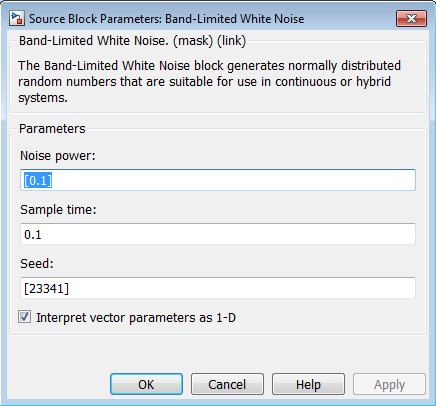 Source Block Parameters: Band-Limited White Noise
Band-Limited White Noise. (mask) (link)
The Band-Limited White Noise block generates normally distributed
random numbers that are suitable for use in continuous or hybrid
systems.
Parameters
Noise power:
[0.1]
Sample time:
0.1
Seed:
[23341]
Interpret vector parameters as 1-D
OK Cancel Help Apply